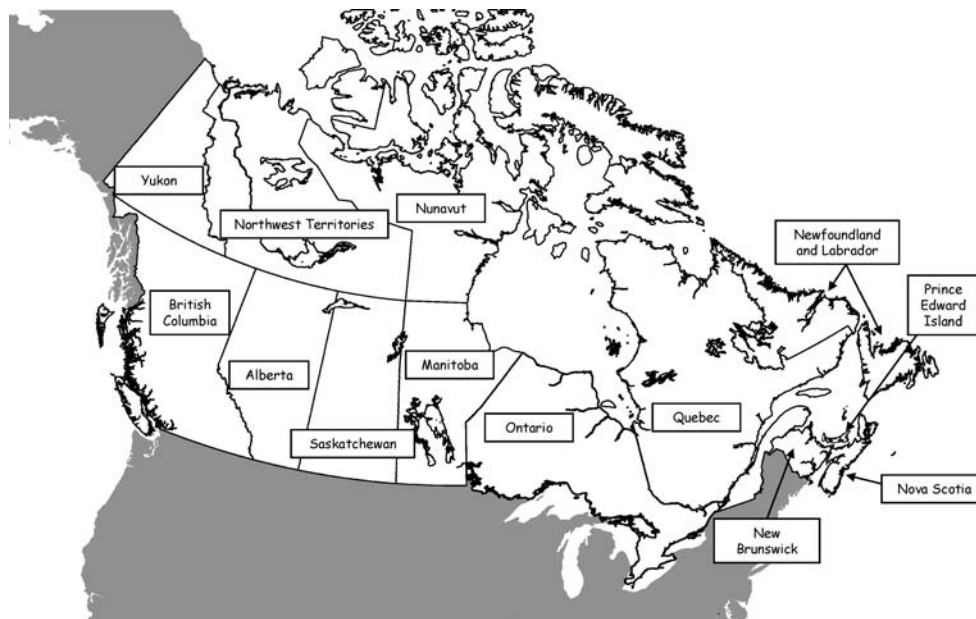 Yukon
Northwest Territories
Nunavut
Newfoundland
and Labrador
Prince
Edward
Island
British
Columbia
Alberta
Manitoba
Saskatchewan
Ontario
Quebec
Nova Scotia
New
Brunswick